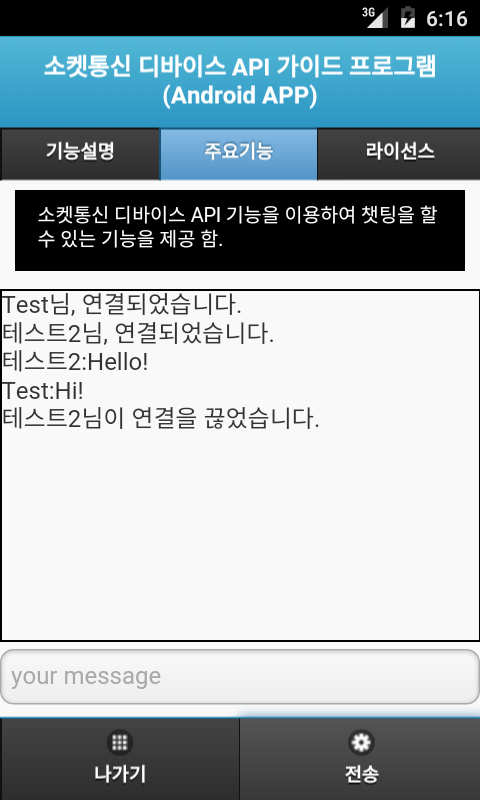 3G 6:16
소켓통신 디바이스 API 가이드 프로그램
(Android APP)
기능설명 주요기능 라이선스
소켓통신 디바이스 API 기능을 이용하여 챗팅을 할
수 있는 기능을 제공 함.
Test님, 연결되었습니다.
테스트2님, 연결되었습니다.
테스트2:Hello!
Test:Hi!
테스트2님이 연결을 끊었습니다.
your message
나가기 전송